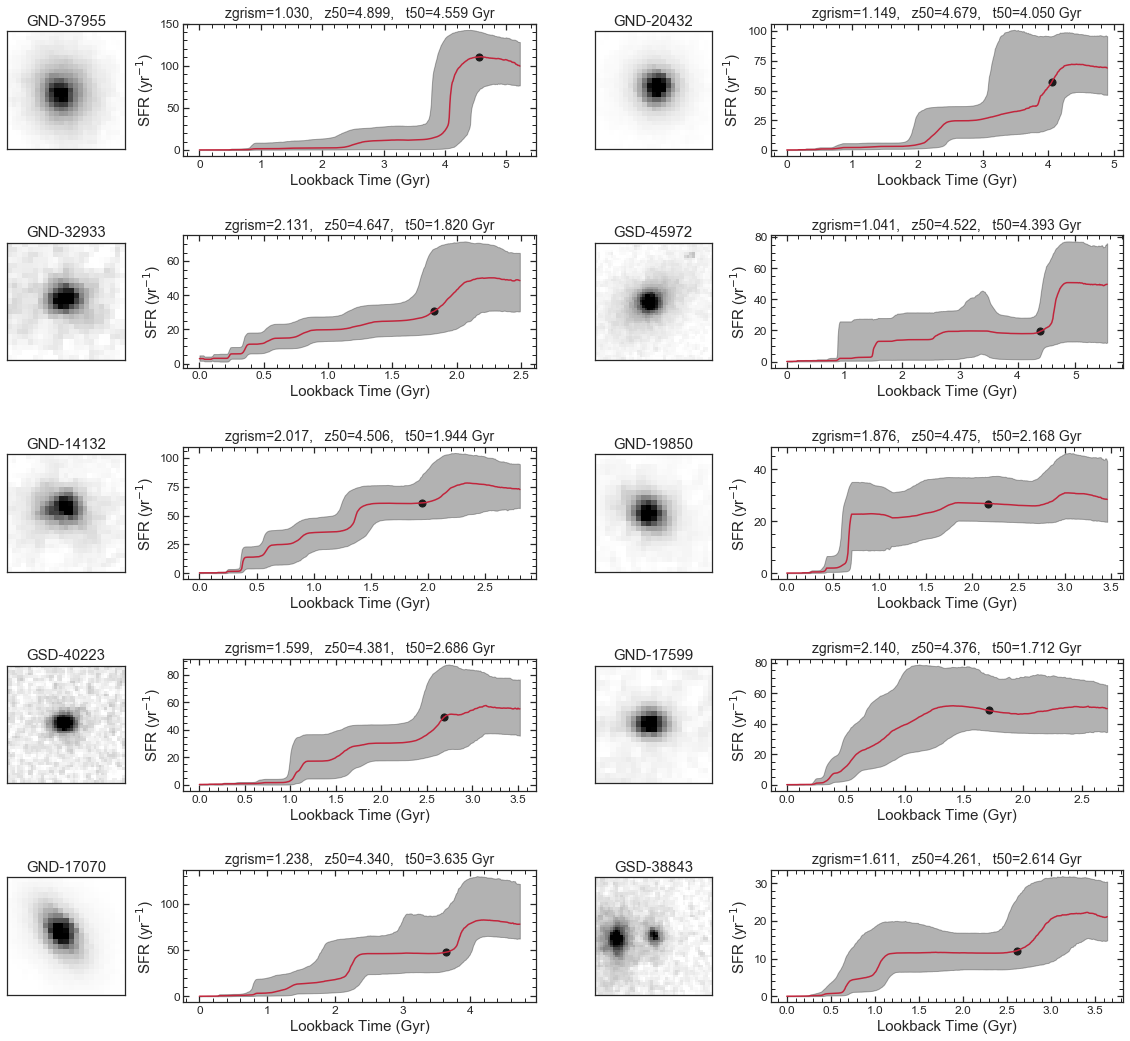 GND-37955
zgrism=1.030, z50=4.899, t50=4.559 Gyr
SFR (yr⁻¹)
150
100
50
0
0 1 2 3 4 5
Lookback Time (Gyr)
GND-20432
zgrism=1.149, z50=4.679, t50=4.050 Gyr
SFR (yr⁻¹)
100
75
50
25
0
0 1 2 3 4 5
Lookback Time (Gyr)
GND-32933
zgrism=2.131, z50=4.647, t50=1.820 Gyr
SFR (yr⁻¹)
60
40
20
0
0.0 0.5 1.0 1.5 2.0 2.5
Lookback Time (Gyr)
GSD-45972
zgrism=1.041, z50=4.522, t50=4.393 Gyr
SFR (yr⁻¹)
80
60
40
20
0
0 1 2 3 4 5
Lookback Time (Gyr)
GND-14132
zgrism=2.017, z50=4.506, t50=1.944 Gyr
SFR (yr⁻¹)
100
75
50
25
0
0.0 0.5 1.0 1.5 2.0 2.5
Lookback Time (Gyr)
GND-19850
zgrism=1.876, z50=4.475, t50=2.168 Gyr
SFR (yr⁻¹)
40
20
0
0.0 0.5 1.0 1.5 2.0 2.5 3.0 3.5
Lookback Time (Gyr)
GSD-40223
zgrism=1.599, z50=4.381, t50=2.686 Gyr
SFR (yr⁻¹)
80
60
40
20
0
0.0 0.5 1.0 1.5 2.0 2.5 3.0 3.5
Lookback Time (Gyr)
GND-17599
zgrism=2.140, z50=4.376, t50=1.712 Gyr
SFR (yr⁻¹)
80
60
40
20
0
0.0 0.5 1.0 1.5 2.0 2.5
Lookback Time (Gyr)
GND-17070
zgrism=1.238, z50=4.340, t50=3.635 Gyr
SFR (yr⁻¹)
100
50
0
0 1 2 3 4
Lookback Time (Gyr)
GSD-38843
zgrism=1.611, z50=4.261, t50=2.614 Gyr
SFR (yr⁻¹)
30
20
10
0
0.0 0.5 1.0 1.5 2.0 2.5 3.0 3.5
Lookback Time (Gyr)